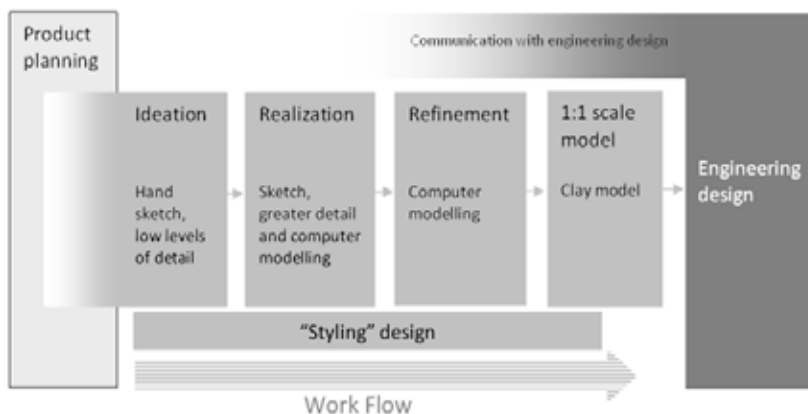 Product
planning
Communication with engineering design
Ideation
Hand
sketch,
low levels
of detail
Realization
Sketch,
greater detail
and computer
modelling
Refinement
Computer
modelling
1:1 scale
model
Clay model
Engineering
design
“Styling” design
Work Flow